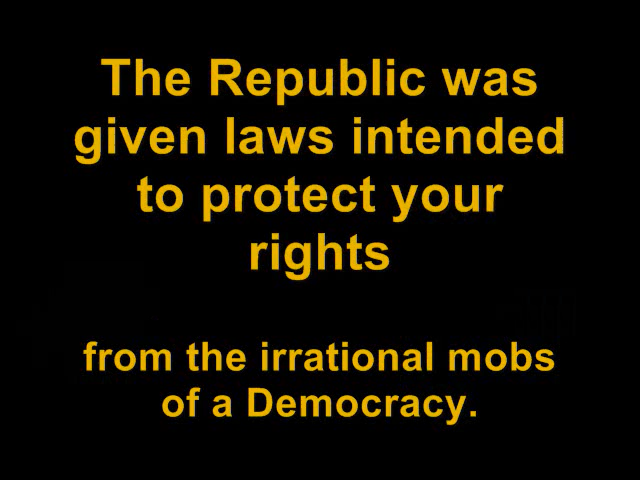 The Republic was
given laws intended
to protect your
rights
from the irrational mobs
of a Democracy.